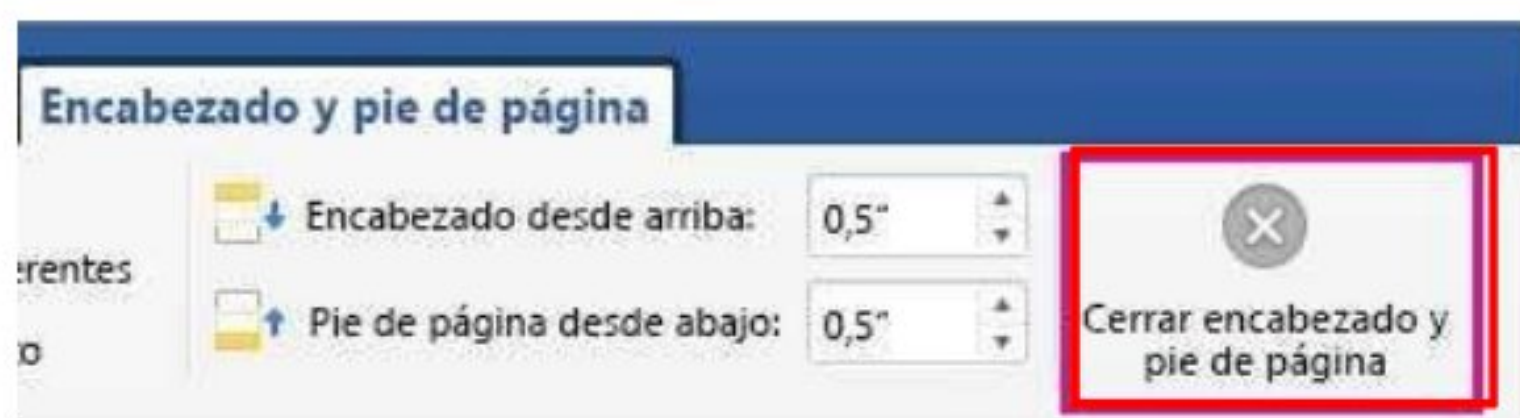 Encabezado y pie de página
Encabezado desde arriba: 0,5"
erentes
Pie de página desde abajo: 0,5"
o
Cerrar encabezado y
pie de página